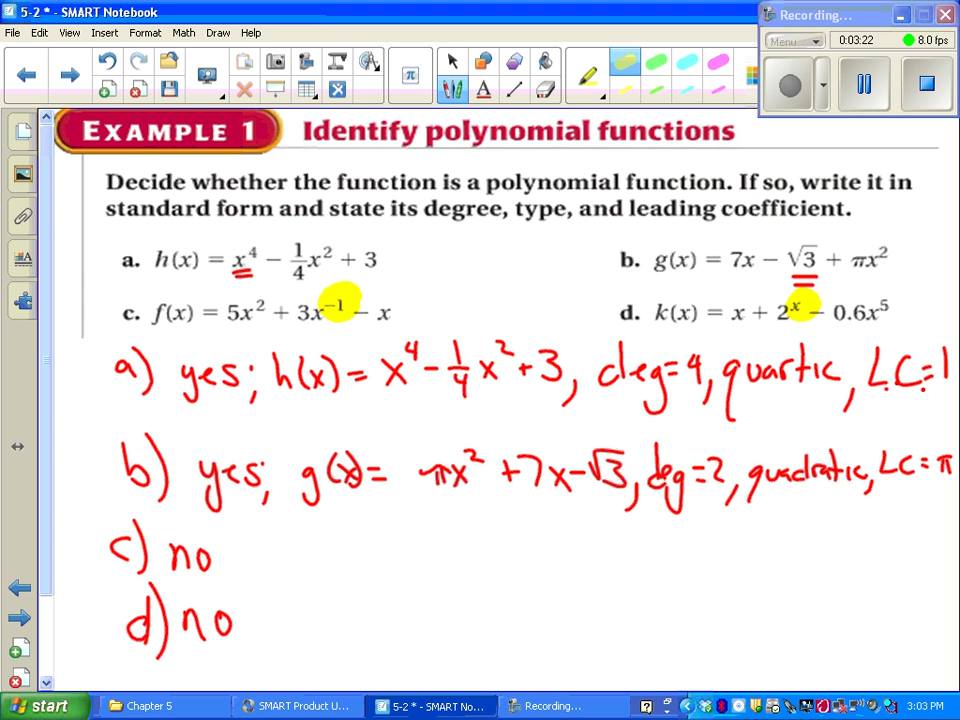 5-2 * - SMART Notebook
File Edit View Insert Format Math Draw Help
Recording...
Menu 0:03:22 8.0 fps
EXAMPLE 1 Identify polynomial functions
Decide whether the function is a polynomial function. If so, write it in
standard form and state its degree, type, and leading coefficient.
a. h(x) = x⁴ − 1/4 x² + 3 b. g(x) = 7x − √3 + πx²
c. f(x) = 5x² + 3x⁻¹ − x d. k(x) = x + 2ˣ − 0.6x⁵
a) yes; h(x) = x⁴ − 1/4 x² + 3, deg=4, quartic, L.C.=1
b) yes; g(x) = πx² + 7x − √3, deg=2, quadratic, LC=π
c) no
d) no
start Chapter 5 SMART Product U... 5-2 * - SMART No... Recording... 3:03 PM